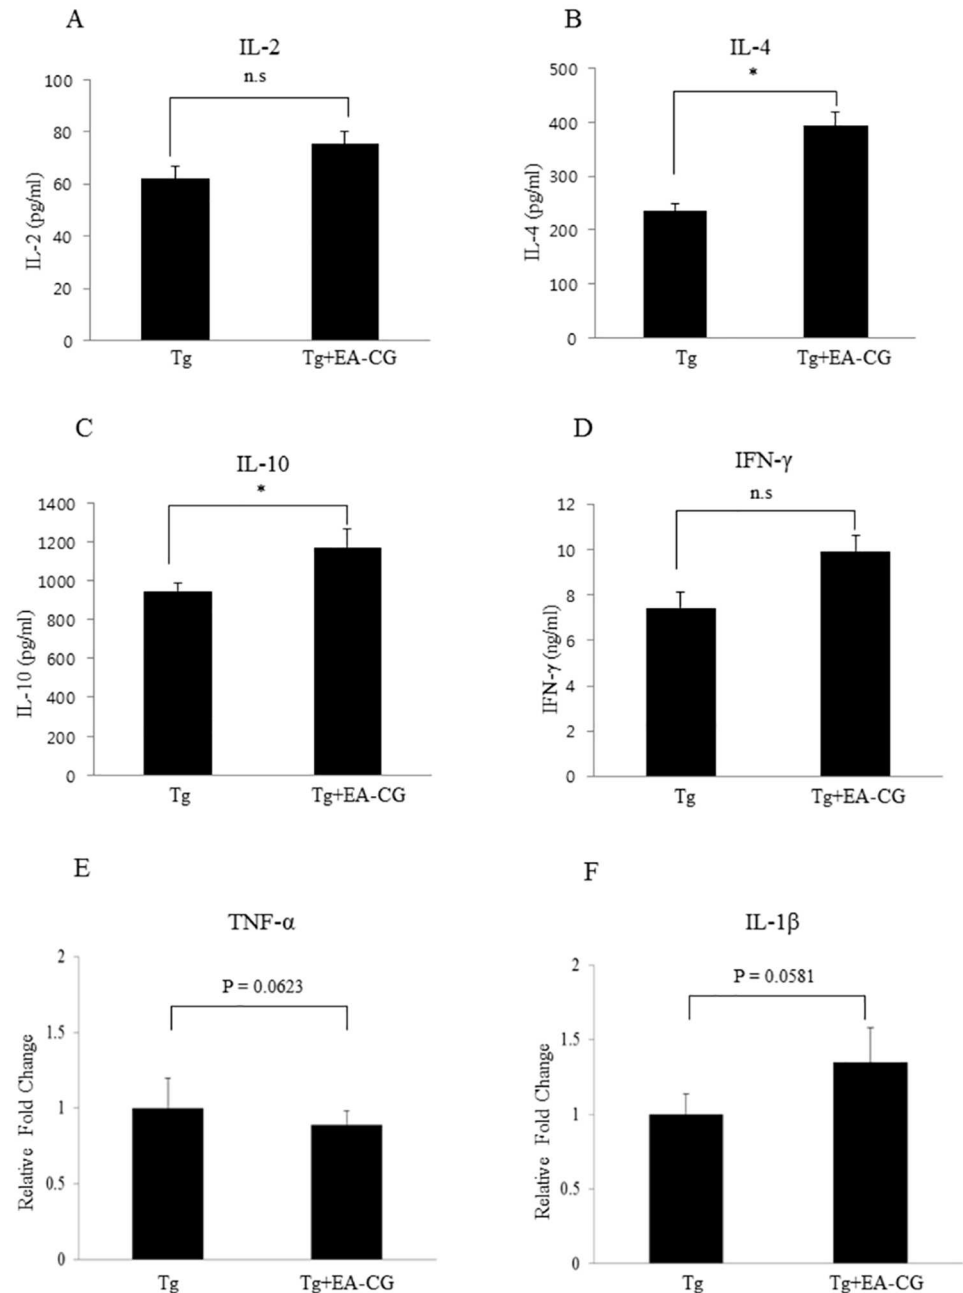 A
IL-2
n.s
100
80
60
40
20
0
IL-2 (pg/ml)
Tg
Tg+EA-CG
B
IL-4
*
500
400
300
200
100
0
IL-4 (pg/ml)
Tg
Tg+EA-CG
C
IL-10
*
1400
1200
1000
800
600
400
200
0
IL-10 (pg/ml)
Tg
Tg+EA-CG
D
IFN-γ
n.s
12
10
8
6
4
2
0
IFN-γ (ng/ml)
Tg
Tg+EA-CG
E
TNF-α
P = 0.0623
2
1.5
1
0.5
0
Relative Fold Change
Tg
Tg+EA-CG
F
IL-1β
P = 0.0581
2
1.5
1
0.5
0
Relative Fold Change
Tg
Tg+EA-CG